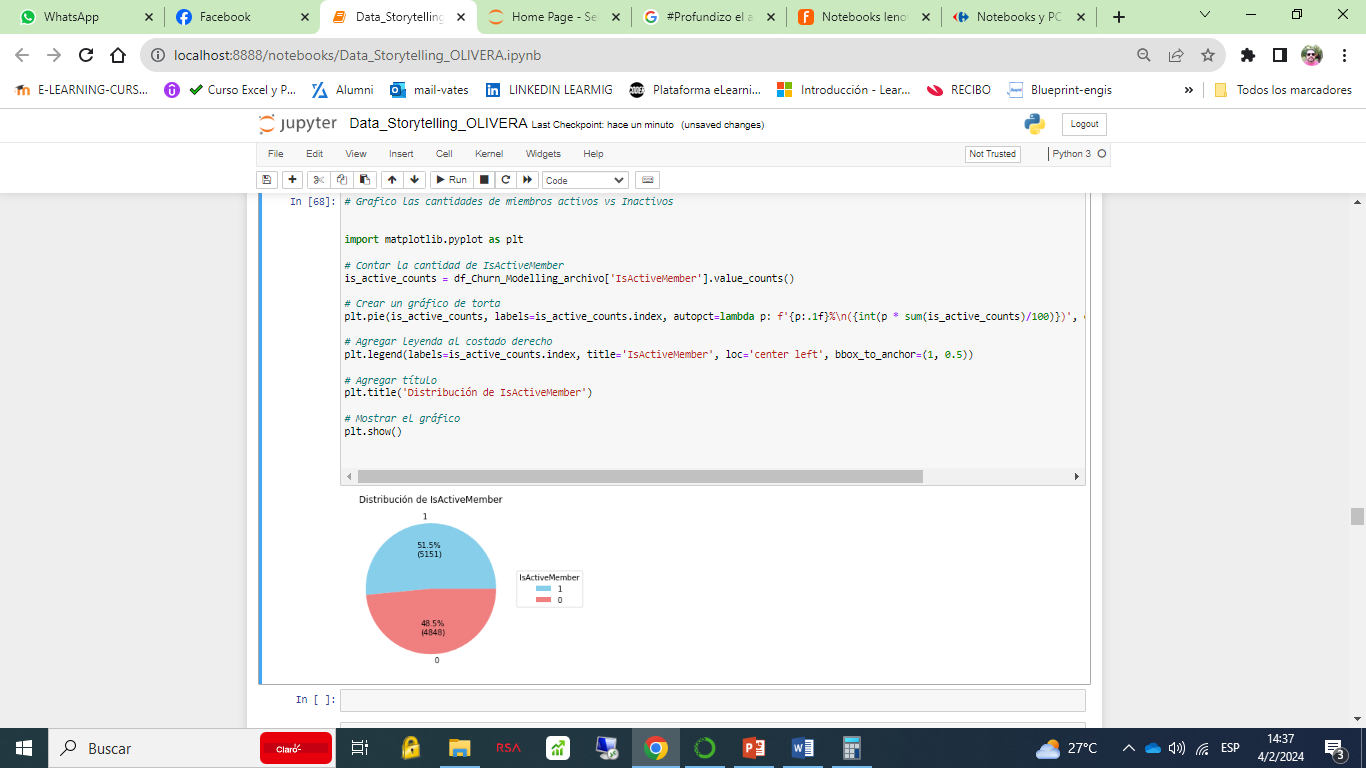 WhatsApp
Facebook
Data_Storytelling
Home Page - Sel
#Profundizo el a
Notebooks leno
Notebooks y PC
localhost:8888/notebooks/Data_Storytelling_OLIVERA.ipynb
E-LEARNING-CURS...
Curso Excel y P...
Alumni
mail-vates
LINKEDIN LEARMIG
Plataforma eLearni...
Introducción - Lear...
RECIBO
Blueprint-engis
»
Todos los marcadores
jupyter Data_Storytelling_OLIVERA Last Checkpoint: hace un minuto (unsaved changes)
Logout
File Edit View Insert Cell Kernel Widgets Help
Not Trusted
Python 3
Run
Code
In [68]:
# Grafico las cantidades de miembros activos vs Inactivos
import matplotlib.pyplot as plt
# Contar la cantidad de IsActiveMember
is_active_counts = df_Churn_Modelling_archivo['IsActiveMember'].value_counts()
# Crear un gráfico de torta
plt.pie(is_active_counts, labels=is_active_counts.index, autopct=lambda p: f'{p:.1f}%\n({int(p * sum(is_active_counts)/100)})',
# Agregar leyenda al costado derecho
plt.legend(labels=is_active_counts.index, title='IsActiveMember', loc='center left', bbox_to_anchor=(1, 0.5))
# Agregar título
plt.title('Distribución de IsActiveMember')
# Mostrar el gráfico
plt.show()
Distribución de IsActiveMember
1
51.5%
(5151)
48.5%
(4848)
0
IsActiveMember
1
0
In [ ]:
Buscar
Claro
RSA
27°C
ESP
14:37
4/2/2024
3